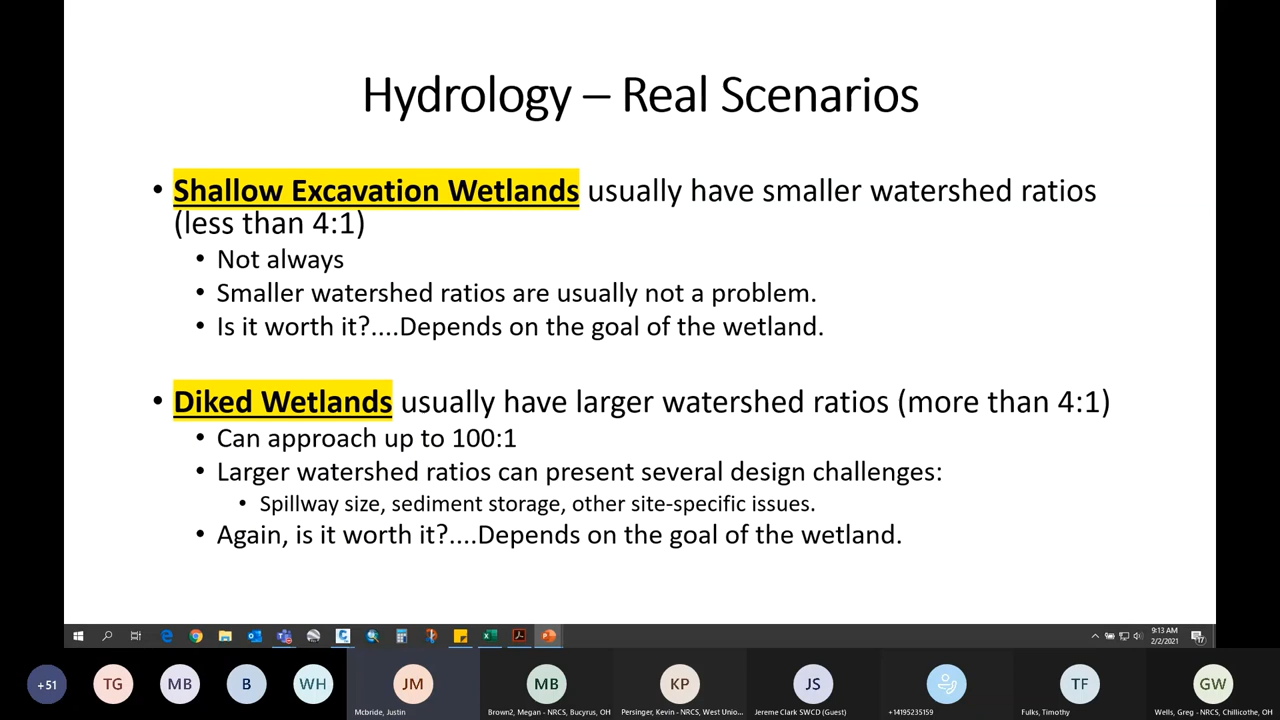 Hydrology – Real Scenarios
• Shallow Excavation Wetlands usually have smaller watershed ratios
(less than 4:1)
• Not always
• Smaller watershed ratios are usually not a problem.
• Is it worth it?....Depends on the goal of the wetland.
• Diked Wetlands usually have larger watershed ratios (more than 4:1)
• Can approach up to 100:1
• Larger watershed ratios can present several design challenges:
• Spillway size, sediment storage, other site-specific issues.
• Again, is it worth it?....Depends on the goal of the wetland.
9:13 AM
2/2/2021
17
+51 TG MB B WH JM MB KP JS TF GW
Mcbride, Justin Brown2, Megan - NRCS, Bucyrus, OH Persinger, Kevin - NRCS, West Unio... Jereme Clark SWCD (Guest) +14195235159 Fulks, Timothy Wells, Greg - NRCS, Chillicothe, OH